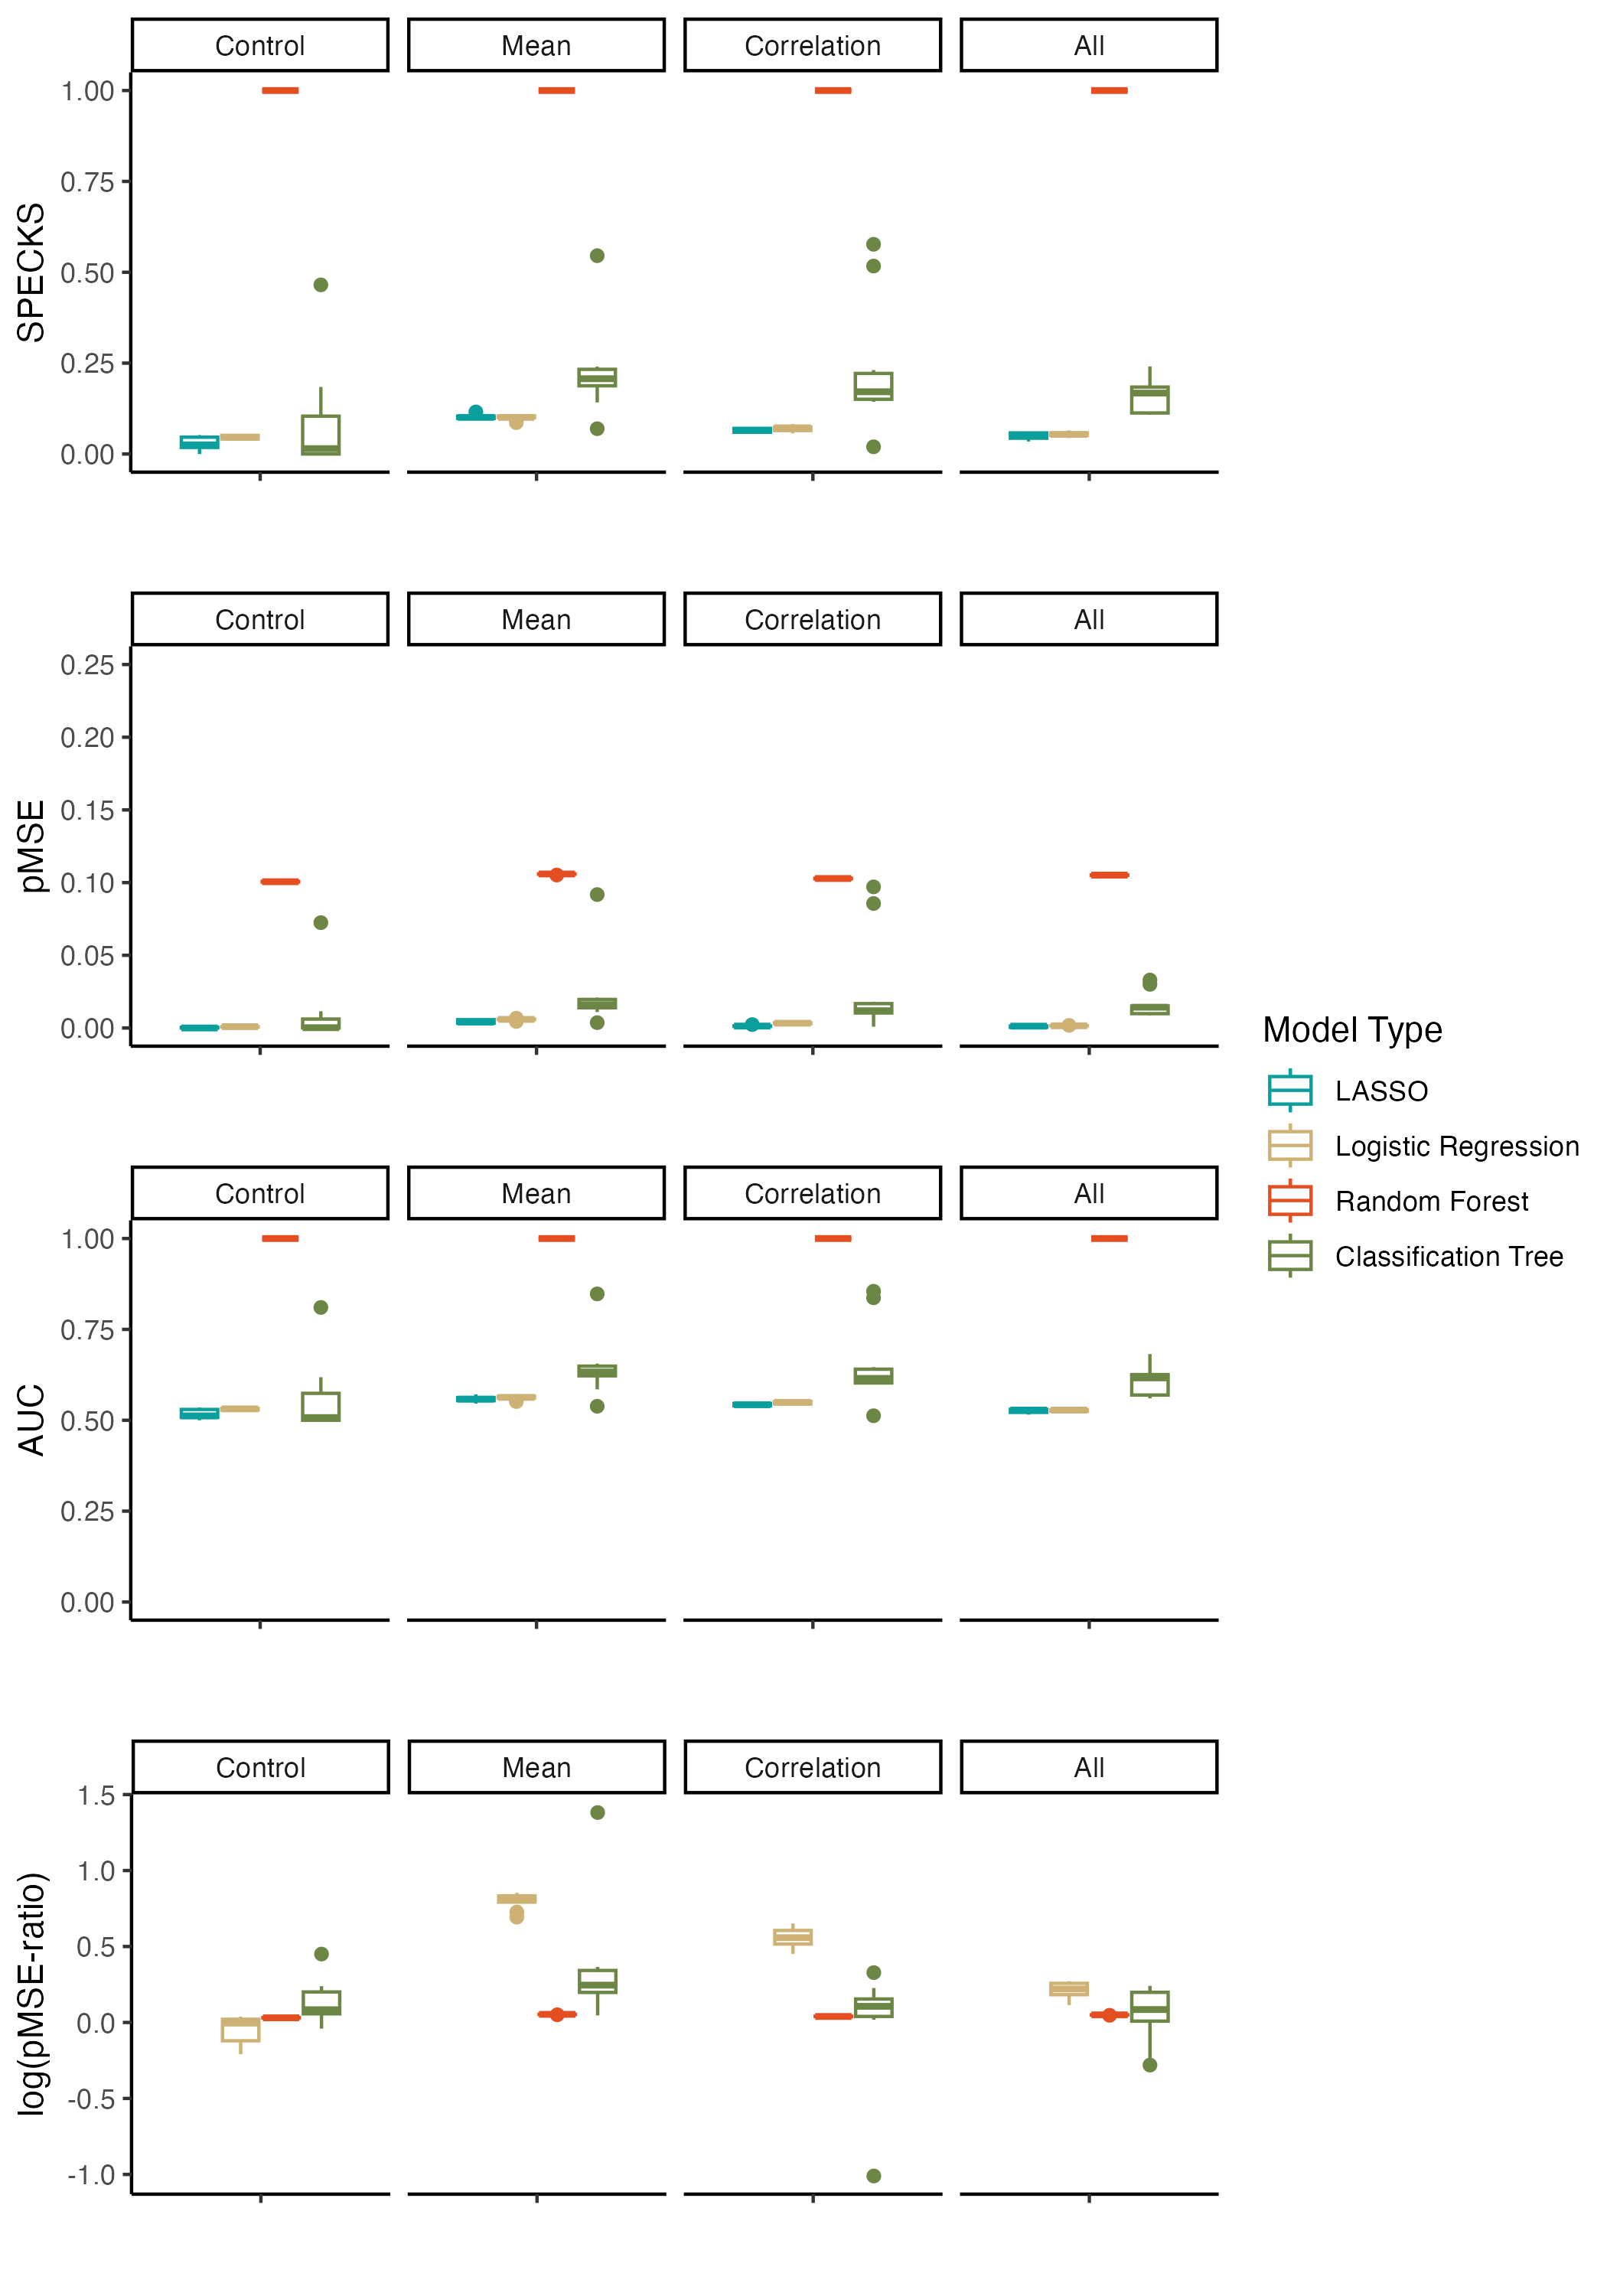 Control Mean Correlation All
SPECKS
1.00
0.75
0.50
0.25
0.00
Control Mean Correlation All
pMSE
0.25
0.20
0.15
0.10
0.05
0.00
Control Mean Correlation All
AUC
1.00
0.75
0.50
0.25
0.00
Control Mean Correlation All
log(pMSE-ratio)
1.5
1.0
0.5
0.0
-0.5
-1.0
Model Type
LASSO
Logistic Regression
Random Forest
Classification Tree